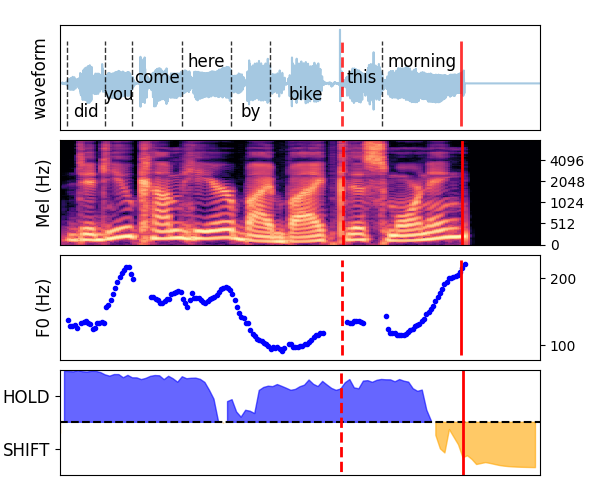 waveform
did you come here by bike this morning
Mel (Hz)
4096
2048
1024
512
0
F0 (Hz)
200
100
HOLD
SHIFT